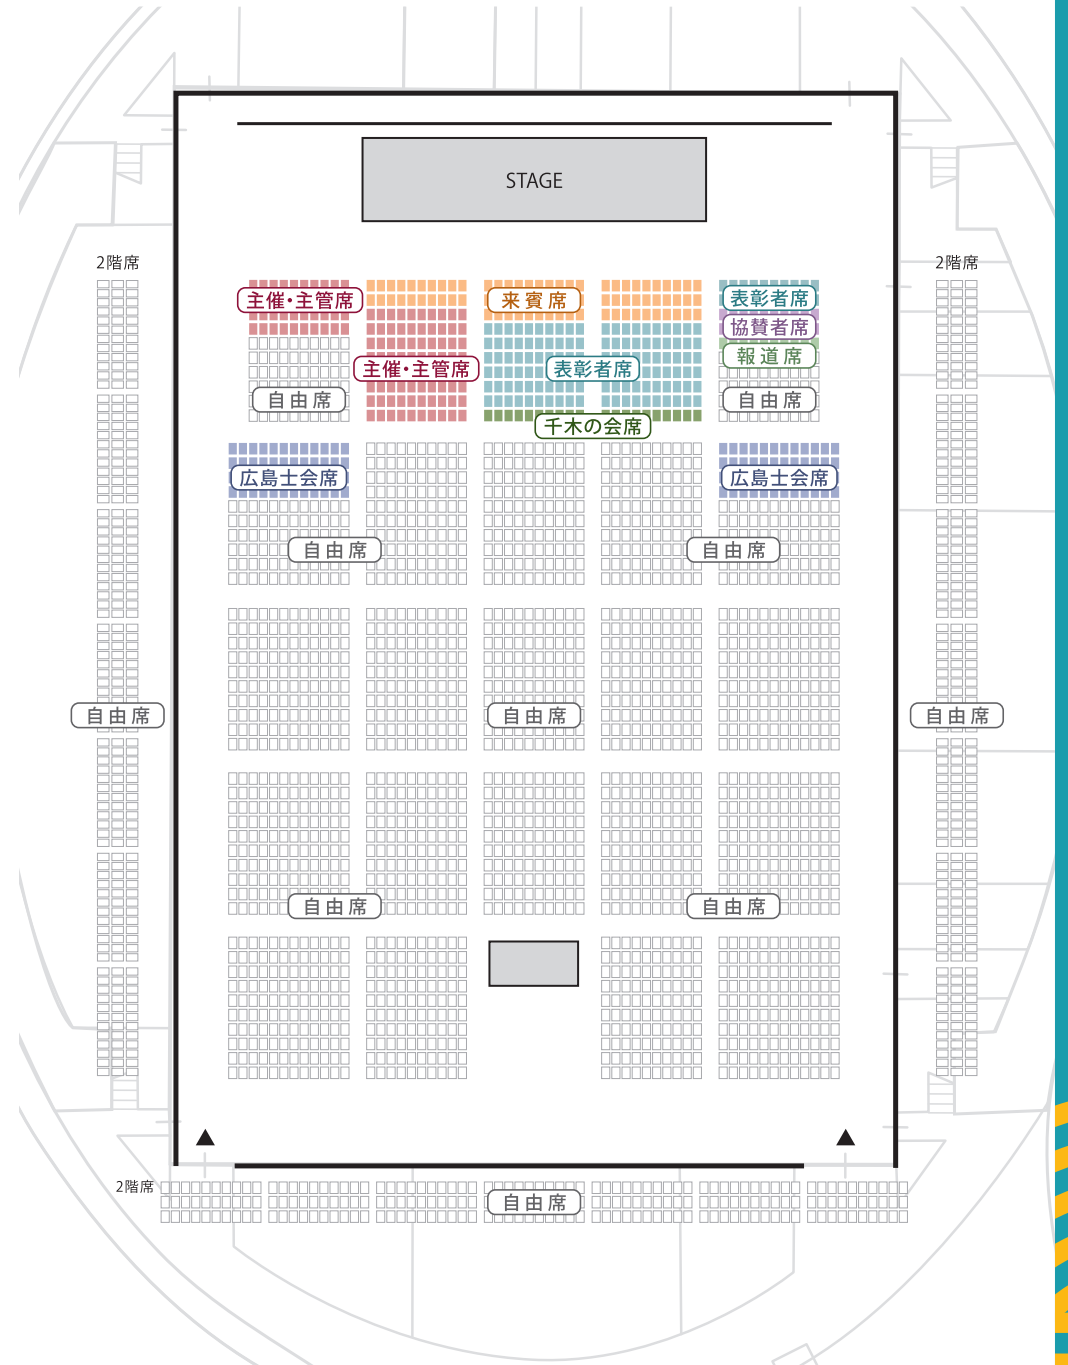 STAGE
2階席
2階席
主催・主管席
来賓席
表彰者席
協賛者席
報道席
主催・主管席
表彰者席
自由席
自由席
千木の会席
広島士会席
広島士会席
自由席
自由席
自由席
自由席
自由席
自由席
自由席
2階席
自由席